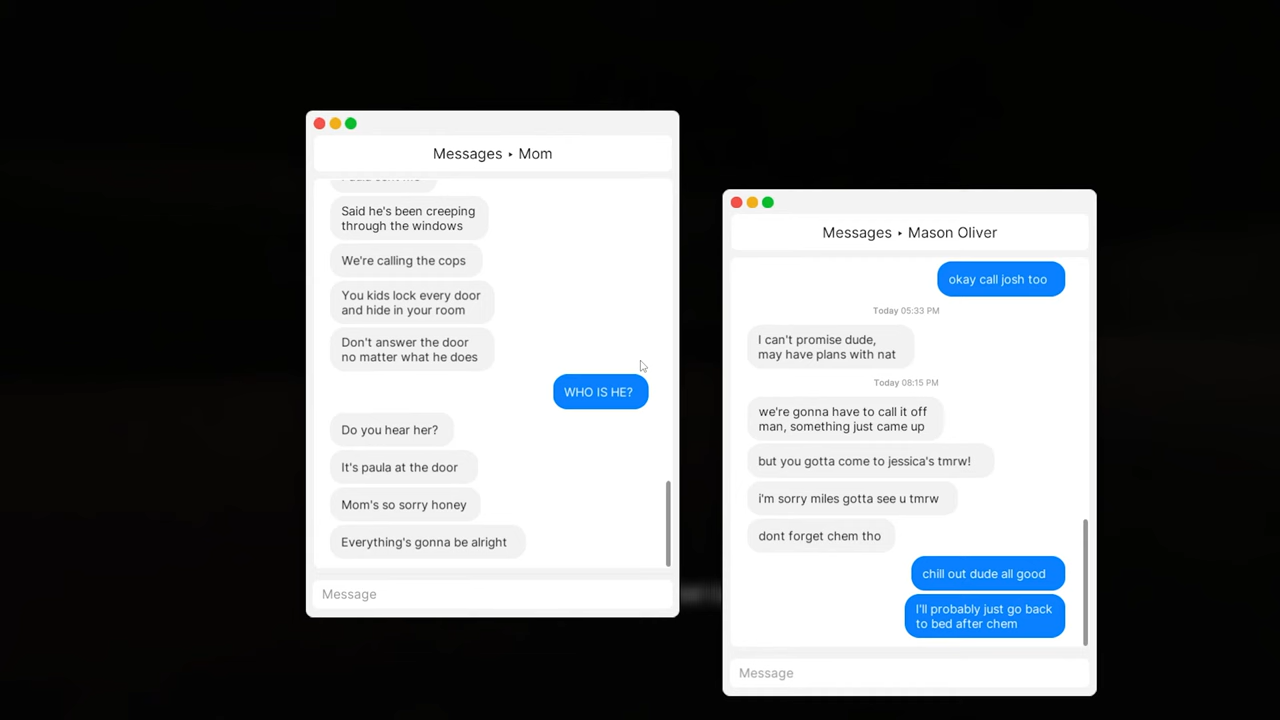 Messages ‣ Mom
Said he's been creeping
through the windows
We're calling the cops
You kids lock every door
and hide in your room
Don't answer the door
no matter what he does
WHO IS HE?
Do you hear her?
It's paula at the door
Mom's so sorry honey
Everything's gonna be alright
Message
Messages ‣ Mason Oliver
okay call josh too
Today 05:33 PM
I can't promise dude,
may have plans with nat
Today 08:15 PM
we're gonna have to call it off
man, something just came up
but you gotta come to jessica's tmrw!
i'm sorry miles gotta see u tmrw
dont forget chem tho
chill out dude all good
I'll probably just go back
to bed after chem
Message